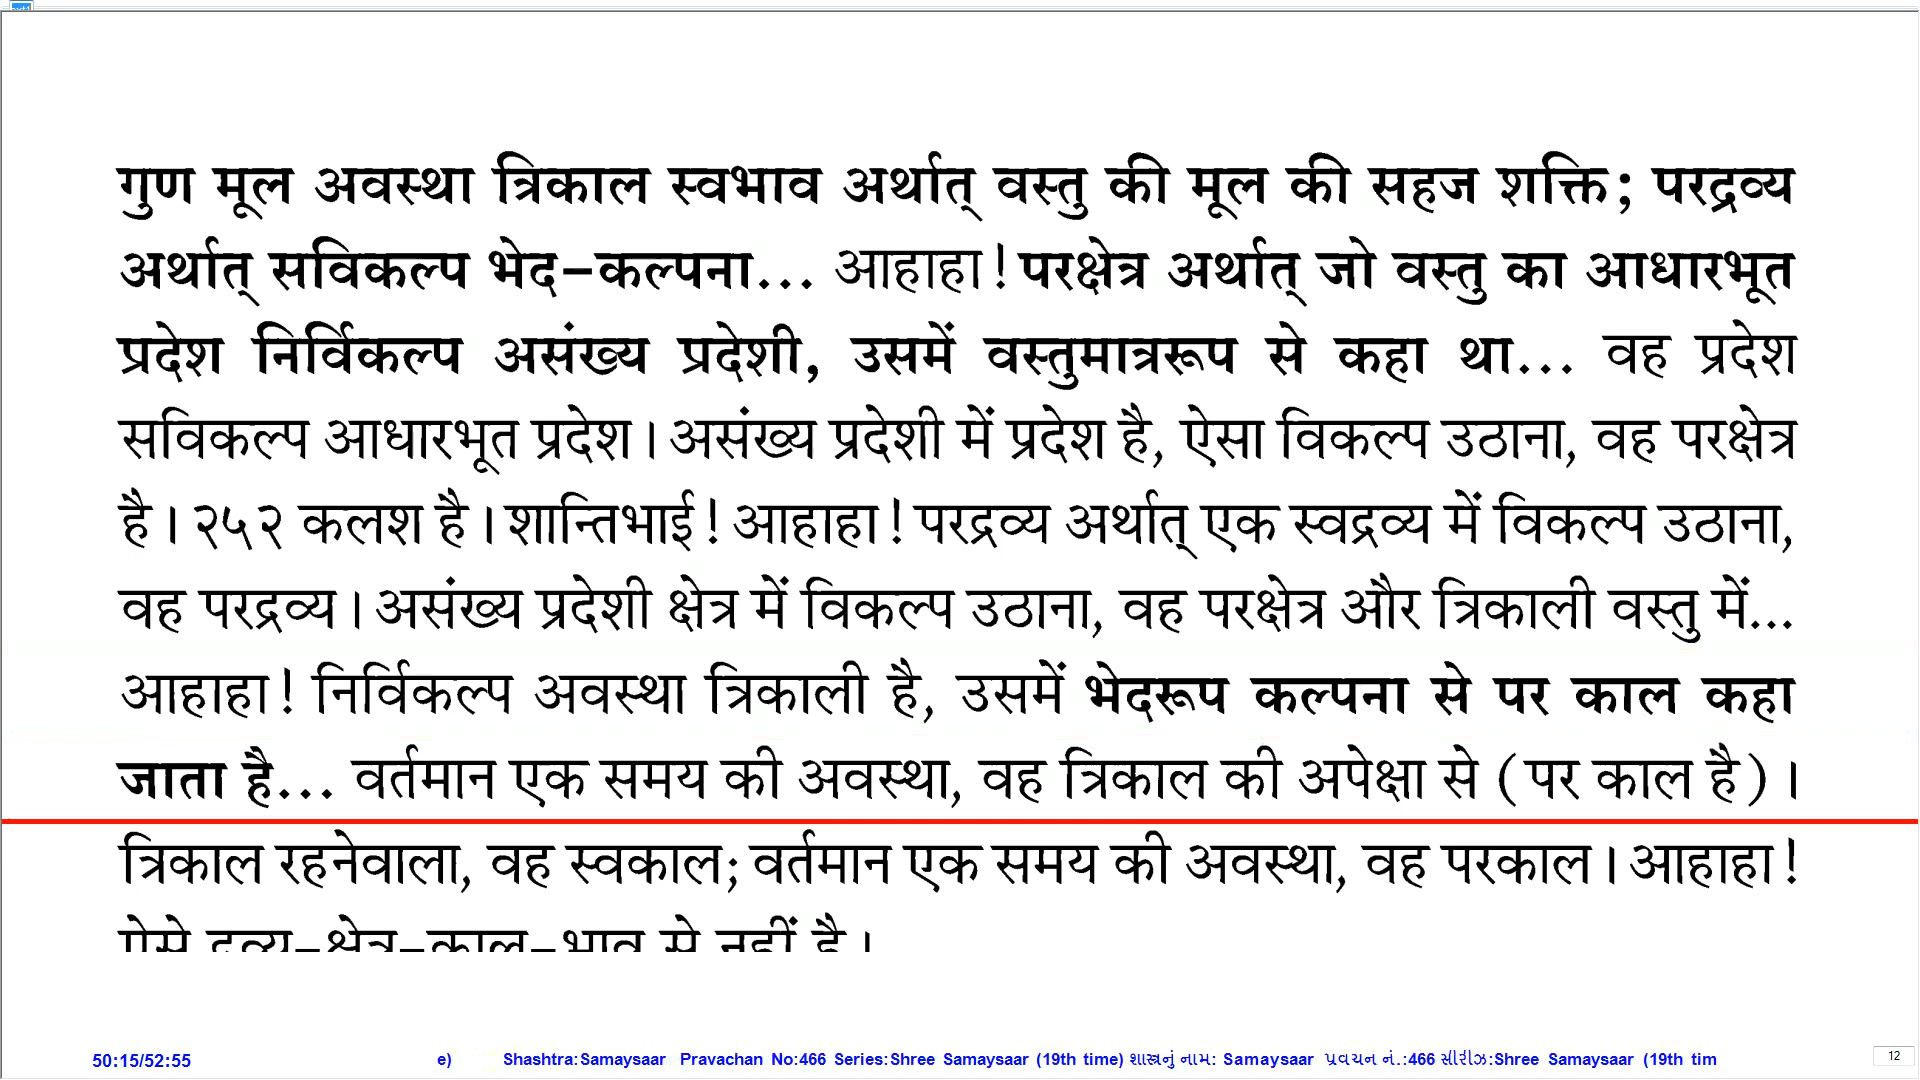 गुण मूल अवस्था त्रिकाल स्वभाव अर्थात् वस्तु की मूल की सहज शक्ति; परद्रव्य
अर्थात् सविकल्प भेद-कल्पना... आहाहा! परक्षेत्र अर्थात् जो वस्तु का आधारभूत
प्रदेश निर्विकल्प असंख्य प्रदेशी, उसमें वस्तुमात्ररूप से कहा था... वह प्रदेश
सविकल्प आधारभूत प्रदेश। असंख्य प्रदेशी में प्रदेश है, ऐसा विकल्प उठाना, वह परक्षेत्र
है। २५२ कलश है। शान्तिभाई! आहाहा! परद्रव्य अर्थात् एक स्वद्रव्य में विकल्प उठाना,
वह परद्रव्य। असंख्य प्रदेशी क्षेत्र में विकल्प उठाना, वह परक्षेत्र और त्रिकाली वस्तु में...
आहाहा! निर्विकल्प अवस्था त्रिकाली है, उसमें भेदरूप कल्पना से पर काल कहा
जाता है... वर्तमान एक समय की अवस्था, वह त्रिकाल की अपेक्षा से (पर काल है)।
त्रिकाल रहनेवाला, वह स्वकाल; वर्तमान एक समय की अवस्था, वह परकाल। आहाहा!
ऐसे द्रव्य-क्षेत्र-काल-भाव से नहीं है।
50:15/52:55 e) Shashtra:Samaysaar Pravachan No:466 Series:Shree Samaysaar (19th time) શાસ્ત્રનું નામ: Samaysaar પ્રવચન નં.:466 સીરીઝ:Shree Samaysaar (19th tim
12